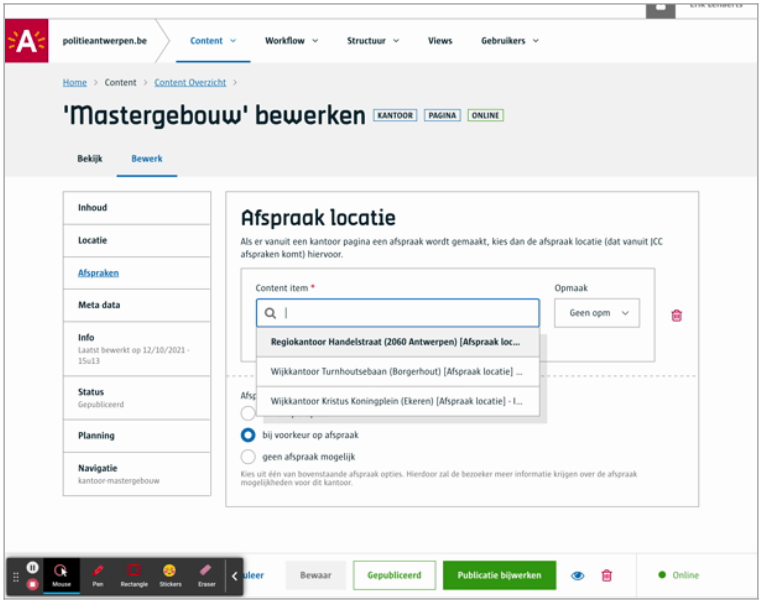 A
politieantwerpen.be
Content
Workflow
Structuur
Views
Gebruikers
Home > Content > Content Overzicht >
'Mastergebouw' bewerken KANTOOR PAGINA ONLINE
Bekijk
Bewerk
Inhoud
Locatie
Afspraken
Meta data
Info
Laatst bewerkt op 12/10/2021 -
15u13
Status
Gepubliceerd
Planning
Navigatie
kantoor-mastergebouw
Afspraak locatie
Als er vanuit een kantoor pagina een afspraak wordt gemaakt, kies dan de afspraak locatie (dat vanuit JCC
afspraken komt) hiervoor.
Content item *
Opmaak
Geen opm
Regiokantoor Handelstraat (2060 Antwerpen) [Afspraak loc...
Wijkkantoor Turnhoutsebaan (Borgerhout) [Afspraak locatie] ...
Wijkkantoor Kristus Koningplein (Ekeren) [Afspraak locatie] - I...
Afsp
bij voorkeur op afspraak
geen afspraak mogelijk
Kies uit één van bovenstaande afspraak opties. Hierdoor zal de bezoeker meer informatie krijgen over de afspraak
mogelijkheden voor dit kantoor.
Mouse
Pen
Rectangle
Stickers
Eraser
uleer
Bewaar
Gepubliceerd
Publicatie bijwerken
Online